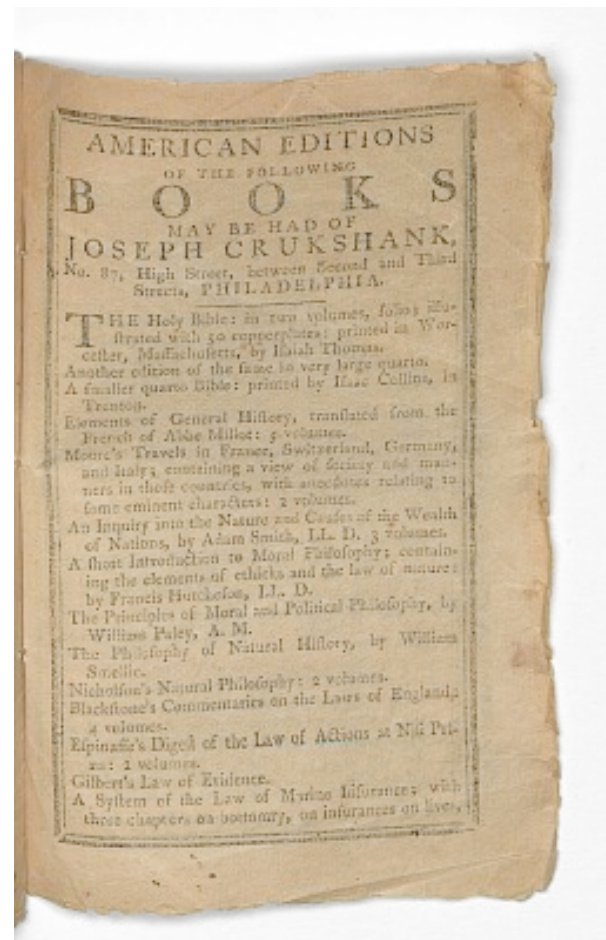 AMERICAN EDITIONS
OF THE FOLLOWING
BOOKS
MAY BE HAD OF
JOSEPH CRUKSHANK,
No. 87, High Street, between Second and Third
Streets, PHILADELPHIA.
THE Holy Bible: in two volumes, folio; illu-
ſtrated with 50 copperplates: printed in Wor-
ceſter, Maſſachuſetts, by Iſaiah Thomas.
Another edition of the ſame in very large quarto.
A ſmaller quarto Bible: printed by Iſaac Collins, in
Trenton.
Elements of General Hiſtory, tranſlated from the
French of Abbe Millot: 5 volumes.
Moore's Travels in France, Switzerland, Germany,
and Italy; containing a view of ſociety and man-
ners in thoſe countries, with anecdotes relating to
ſome eminent characters: 2 volumes.
An Inquiry into the Nature and Cauſes of the Wealth
of Nations, by Adam Smith, LL. D. 3 volumes.
A ſhort Introduction to Moral Philoſophy; contain-
ing the elements of ethicks and the law of nature:
by Francis Hutcheſon, LL. D.
The Principles of Moral and Political Philoſophy, by
William Paley, A. M.
The Philoſophy of Natural Hiſtory, by William
Smellie.
Nicholſon's Natural Philoſophy: 2 volumes.
Blackſtone's Commentaries on the Laws of England,
4 volumes.
Eſpinaſſe's Digeſt of the Law of Actions at Niſi Pri-
us: 2 volumes.
Gilbert's Law of Evidence.
A Syſtem of the Law of Marine Inſurance; with
three chapters on bottomry, on inſurances on lives,